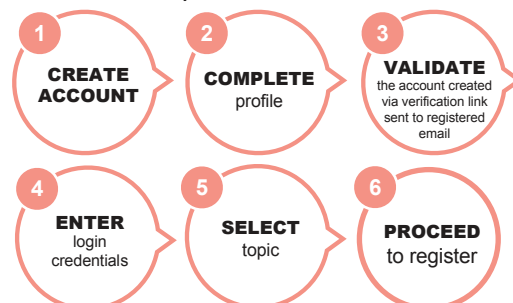 1
CREATE
ACCOUNT
2
COMPLETE
profile
3
VALIDATE
the account created
via verification link
sent to registered
email
4
ENTER
login
credentials
5
SELECT
topic
6
PROCEED
to register